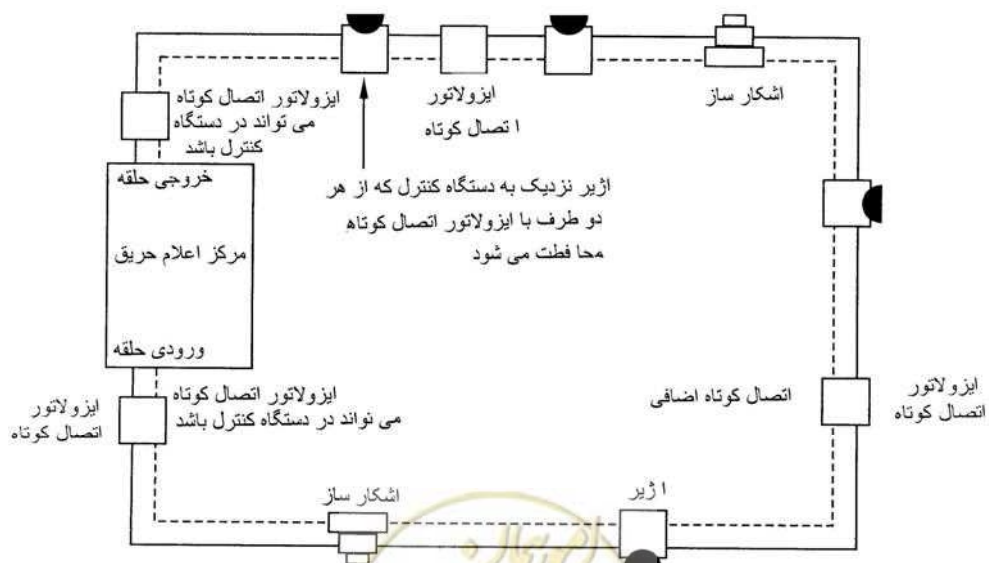 ایزولاتور اتصال کوتاه
می تواند در دستگاه
کنترل باشد
ایزولاتور
ا تصال کوتاه
اشکار ساز
اژیر نزدیک به دستگاه کنترل که از هر
دو طرف با ایزولاتور اتصال کوتاه
محا فطت می شود
خروجی حلقه
مرکز اعلام حریق
ورودی حلقه
ایزولاتور
اتصال کوتاه
ایزولاتور اتصال کوتاه
می نواند در دستگاه کنترل باشد
اتصال کوتاه اضافی
ایزولاتور
اتصال کوتاه
اشکار ساز
ا ژیر